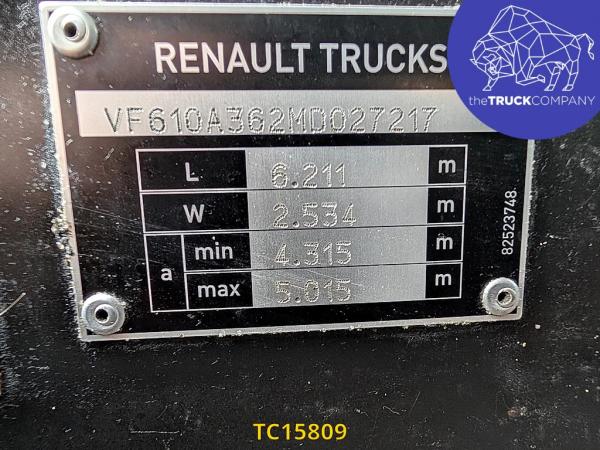 RENAULT TRUCKS
theTRUCKCOMPANY
VF610A362MD027217
L 6.211 m
W 2.534 m
a min 4.315 m
max 5.015 m
82523748
TC15809